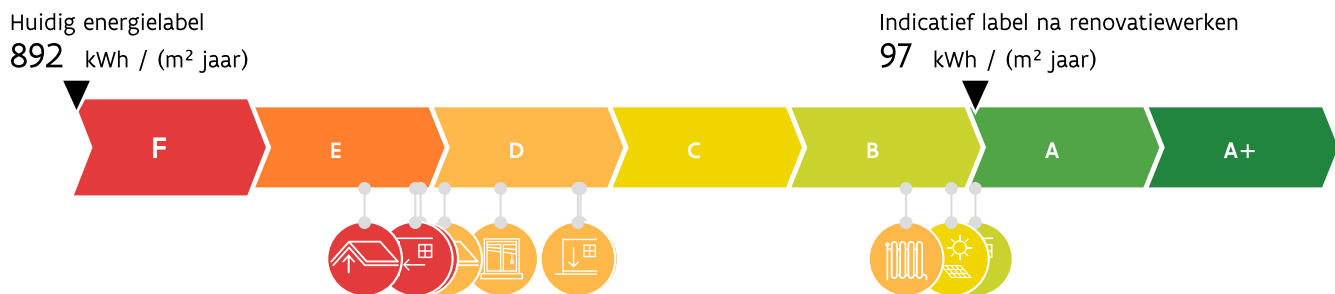 Huidig energielabel
892 kWh / (m² jaar)
Indicatief label na renovatiewerken
97 kWh / (m² jaar)
F E D C B A A+